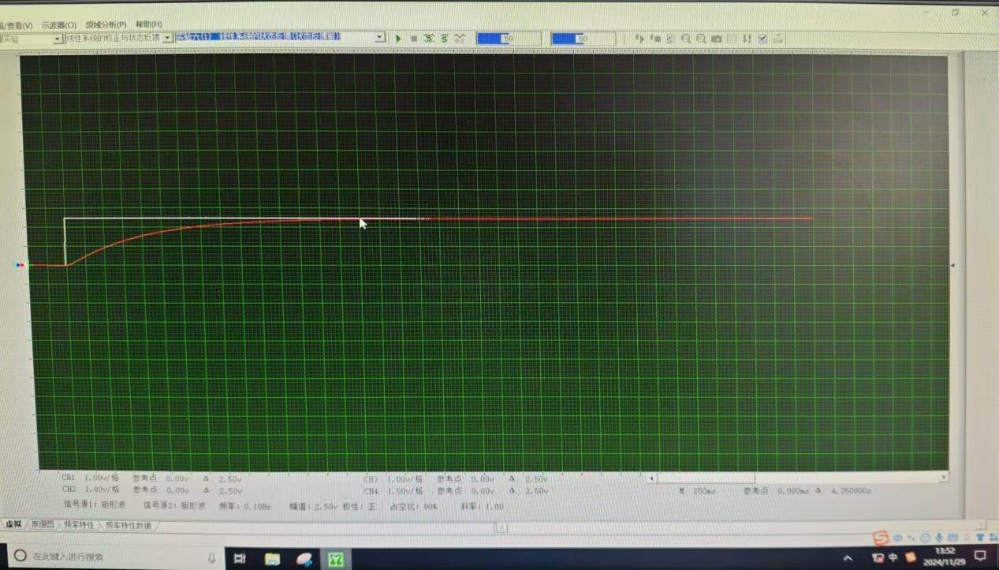 辑/查看(V) 示波器(O) 频域分析(P) 帮助(H)
理实验 线性系统的校正与状态反馈 实验六(1) 线性系统的状态反馈(状态反馈前) 50 50
CH1 1.00v/格 参考点 0.00v Δ 2.50v CH3 1.00v/格 参考点 0.00v Δ 2.50v
CH2 1.00v/格 参考点 0.00v Δ 2.50v CH4 1.00v/格 参考点 0.00v Δ 2.50v M 250ms 参考点 0.000ms Δ 4.250000s
信号源1: 矩形波 信号源2: 矩形波 频率: 0.10Hz 幅值: 2.50v 极性: 正 占空比: 90% 斜率: 1.00
虚拟 原理图 频率特性 频率特性数据
S 中
在此键入进行搜索 中 S 13:52
2024/11/29